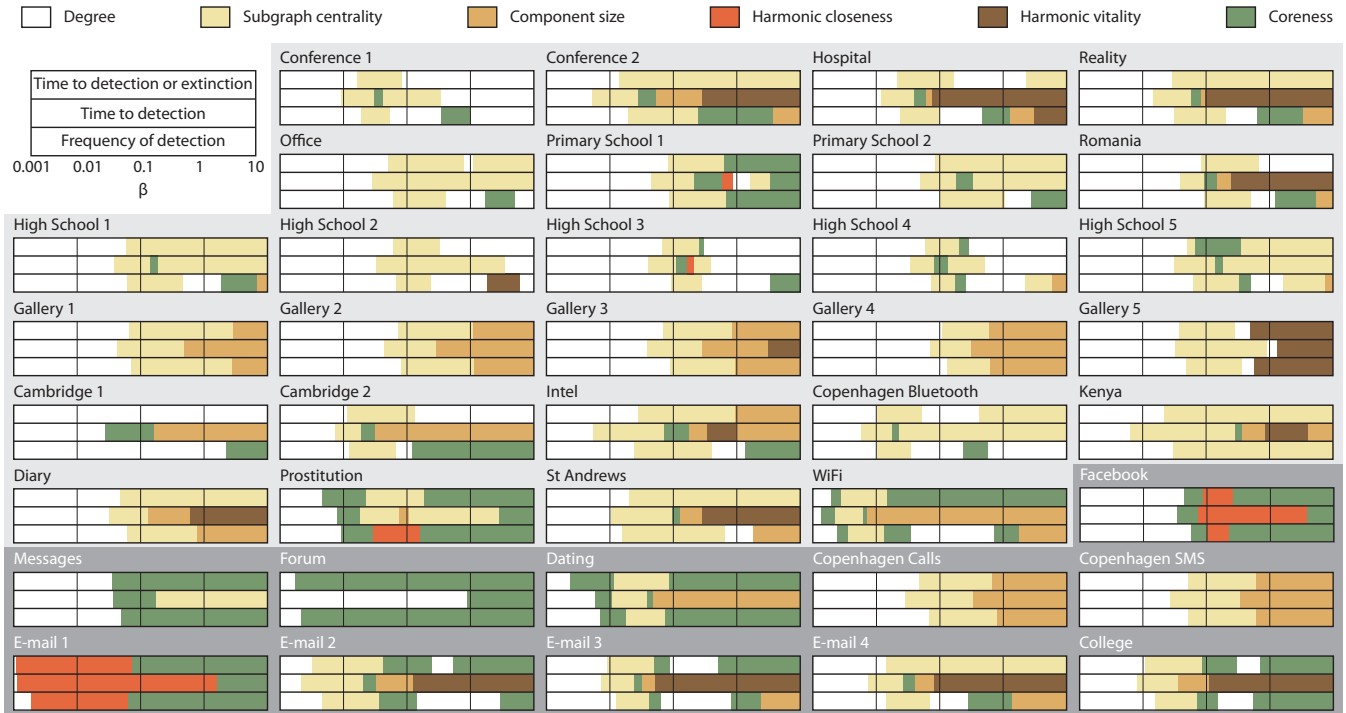 Degree Subgraph centrality Component size Harmonic closeness Harmonic vitality Coreness
Conference 1 Conference 2 Hospital Reality
Time to detection or extinction
Time to detection
Frequency of detection
0.001 0.01 0.1 1 10
β
Office Primary School 1 Primary School 2 Romania
High School 1 High School 2 High School 3 High School 4 High School 5
Gallery 1 Gallery 2 Gallery 3 Gallery 4 Gallery 5
Cambridge 1 Cambridge 2 Intel Copenhagen Bluetooth Kenya
Diary Prostitution St Andrews WiFi Facebook
Messages Forum Dating Copenhagen Calls Copenhagen SMS
E-mail 1 E-mail 2 E-mail 3 E-mail 4 College